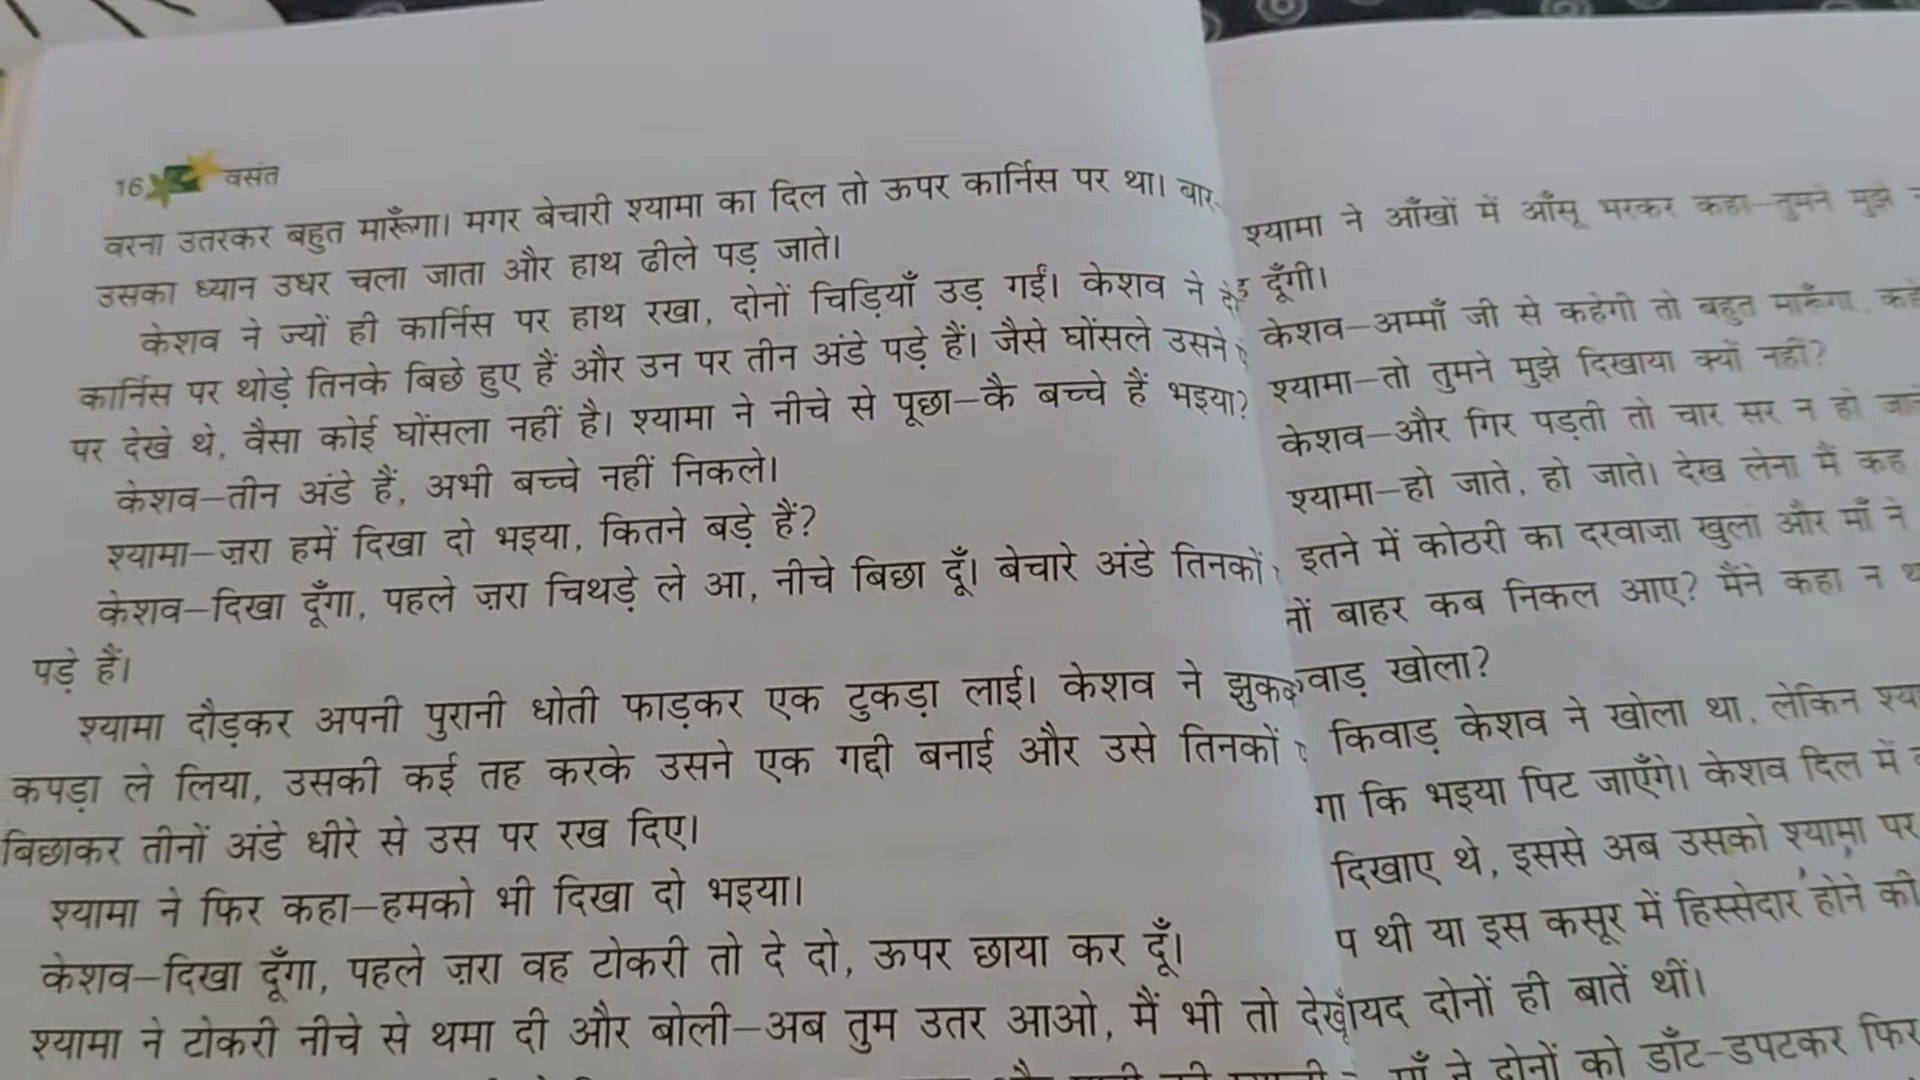 16 वसंत
वरना उतरकर बहुत मारूँगा। मगर बेचारी श्यामा का दिल तो ऊपर कार्निस पर था। बार-
उसका ध्यान उधर चला जाता और हाथ ढीले पड़ जाते।
केशव ने ज्यों ही कार्निस पर हाथ रखा, दोनों चिड़ियाँ उड़ गईं। केशव ने
कार्निस पर थोड़े तिनके बिछे हुए हैं और उन पर तीन अंडे पड़े हैं। जैसे घोंसले उसने
पर देखे थे, वैसा कोई घोंसला नहीं है। श्यामा ने नीचे से पूछा—कै बच्चे हैं भइया?
केशव—तीन अंडे हैं, अभी बच्चे नहीं निकले।
श्यामा—ज़रा हमें दिखा दो भइया, कितने बड़े हैं?
केशव—दिखा दूँगा, पहले ज़रा चिथड़े ले आ, नीचे बिछा दूँ। बेचारे अंडे तिनकों
पड़े हैं।
श्यामा दौड़कर अपनी पुरानी धोती फाड़कर एक टुकड़ा लाई। केशव ने
कपड़ा ले लिया, उसकी कई तह करके उसने एक गद्दी बनाई और उसे तिनकों
बिछाकर तीनों अंडे धीरे से उस पर रख दिए।
श्यामा ने फिर कहा—हमको भी दिखा दो भइया।
केशव—दिखा दूँगा, पहले ज़रा वह टोकरी तो दे दो, ऊपर छाया कर दूँ।
श्यामा ने टोकरी नीचे से थमा दी और बोली—अब तुम उतर आओ, मैं भी तो देखूँ
श्यामा ने आँखों में आँसू भरकर कहा—तुमने मुझे
दूँगी।
केशव—अम्माँ जी से कहेगी तो बहुत मारूँगा,
श्यामा—तो तुमने मुझे दिखाया क्यों नहीं?
केशव—और गिर पड़ती तो चार सर न हो
श्यामा—हो जाते, हो जाते। देख लेना मैं कह
इतने में कोठरी का दरवाज़ा खुला और माँ ने
नों बाहर कब निकल आए? मैंने कहा न
वाड़ खोला?
किवाड़ केशव ने खोला था, लेकिन
गा कि भइया पिट जाएँगे। केशव दिल में
दिखाए थे, इससे अब उसको श्यामा पर
प थी या इस कसूर में हिस्सेदार होने की
यद दोनों ही बातें थीं।
माँ ने दोनों को डाँट-डपटकर फिर